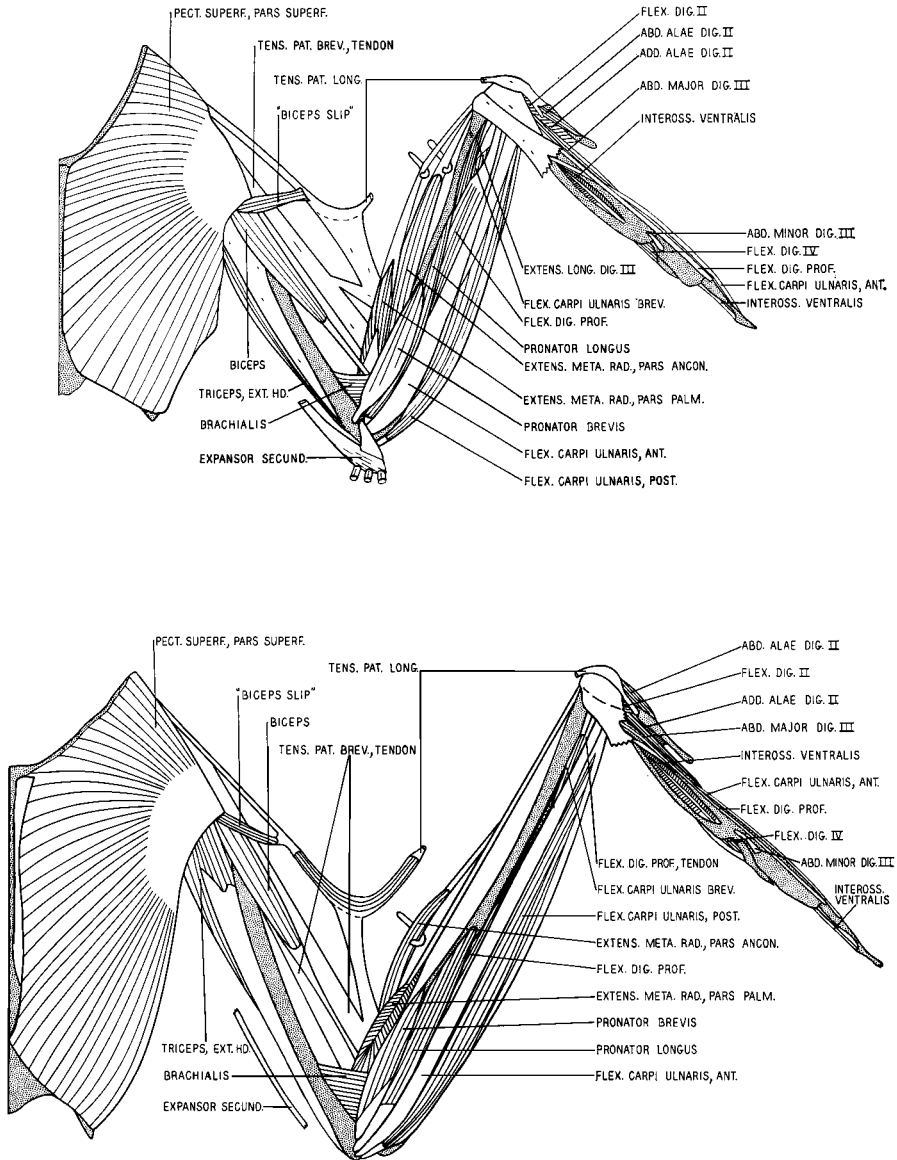 PECT. SUPERF., PARS SUPERF.
TENS. PAT. BREV., TENDON
TENS. PAT. LONG.
"BICEPS SLIP"
FLEX. DIG. II
ABD. ALAE DIG. II
ADD. ALAE DIG. II
ABD. MAJOR DIG. III
INTEROSS. VENTRALIS
ABD. MINOR DIG. III
FLEX. DIG. IV
FLEX. DIG. PROF.
FLEX. CARPI ULNARIS, ANT.
INTEROSS. VENTRALIS
EXTENS. LONG. DIG. III
FLEX. CARPI ULNARIS BREV.
FLEX. DIG. PROF.
PRONATOR LONGUS
EXTENS. META. RAD., PARS ANCON.
EXTENS. META. RAD., PARS PALM.
PRONATOR BREVIS
FLEX. CARPI ULNARIS, ANT.
FLEX. CARPI ULNARIS, POST.
BICEPS
TRICEPS, EXT. HD.
BRACHIALIS
EXPANSOR SECUND.
PECT. SUPERF., PARS SUPERF.
TENS. PAT. LONG.
"BICEPS SLIP"
BICEPS
TENS. PAT. BREV., TENDON
ABD. ALAE DIG. II
FLEX. DIG. II
ADD. ALAE DIG. II
ABD. MAJOR DIG. III
INTEROSS. VENTRALIS
FLEX. CARPI ULNARIS, ANT.
FLEX. DIG. PROF.
FLEX. DIG. IV
ABD. MINOR DIG. III
INTEROSS.
VENTRALIS
FLEX. DIG. PROF., TENDON
FLEX. CARPI ULNARIS BREV.
FLEX. CARPI ULNARIS, POST.
EXTENS. META. RAD., PARS ANCON.
FLEX. DIG. PROF.
EXTENS. META. RAD., PARS PALM.
PRONATOR BREVIS
PRONATOR LONGUS
FLEX. CARPI ULNARIS, ANT.
TRICEPS, EXT. HD.
BRACHIALIS
EXPANSOR SECUND.